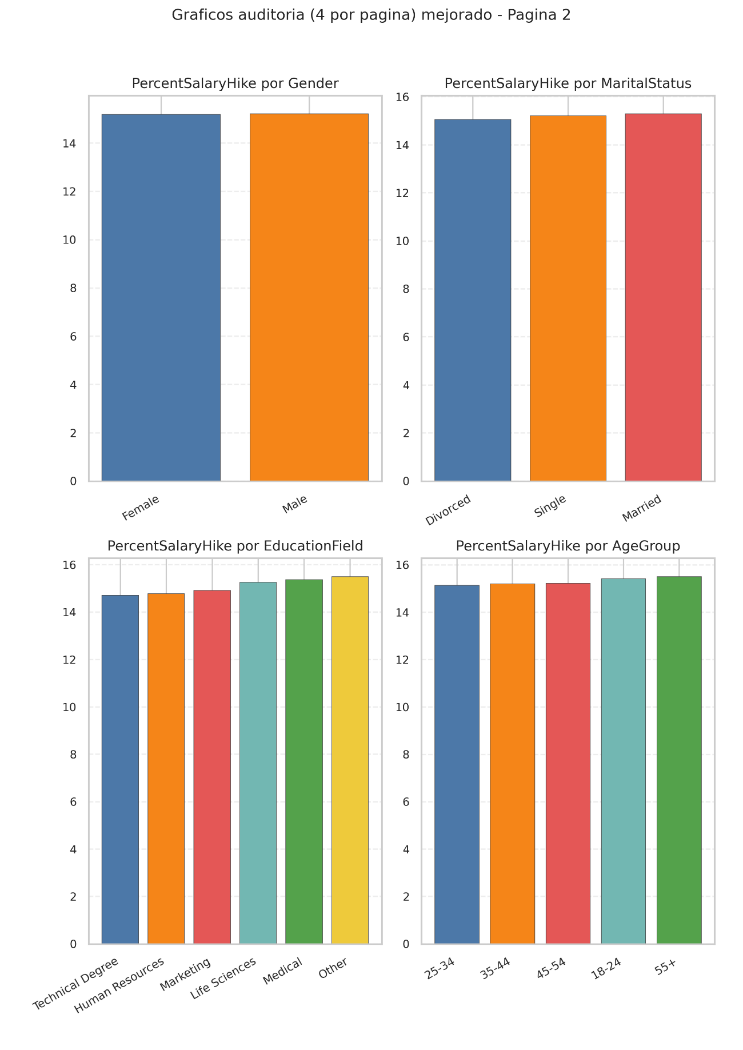 Graficos auditoria (4 por pagina) mejorado - Pagina 2
PercentSalaryHike por Gender
14
12
10
8
6
4
2
0
Female
Male
PercentSalaryHike por MaritalStatus
16
14
12
10
8
6
4
2
0
Divorced
Single
Married
PercentSalaryHike por EducationField
16
14
12
10
8
6
4
2
0
Technical Degree
Human Resources
Marketing
Life Sciences
Medical
Other
PercentSalaryHike por AgeGroup
16
14
12
10
8
6
4
2
0
25-34
35-44
45-54
18-24
55+